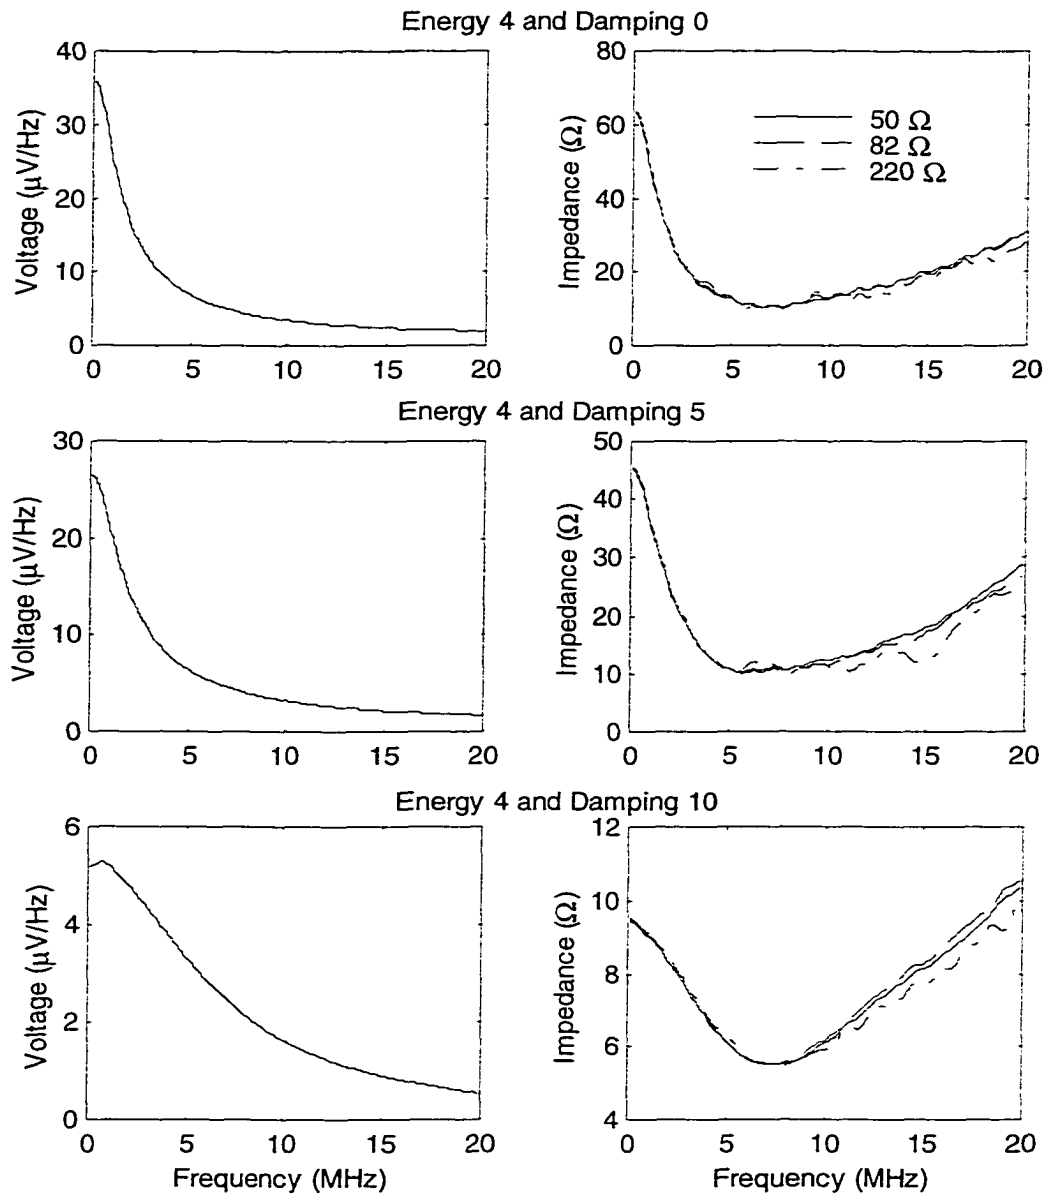 Energy 4 and Damping 0
Voltage (μV/Hz)
40
30
20
10
0
0 5 10 15 20
Impedance (Ω)
80
60
40
20
0
0 5 10 15 20
50 Ω
82 Ω
220 Ω
Energy 4 and Damping 5
Voltage (μV/Hz)
30
20
10
0
0 5 10 15 20
Impedance (Ω)
50
40
30
20
10
0
0 5 10 15 20
Energy 4 and Damping 10
Voltage (μV/Hz)
6
4
2
0
0 5 10 15 20
Frequency (MHz)
Impedance (Ω)
12
10
8
6
4
0 5 10 15 20
Frequency (MHz)